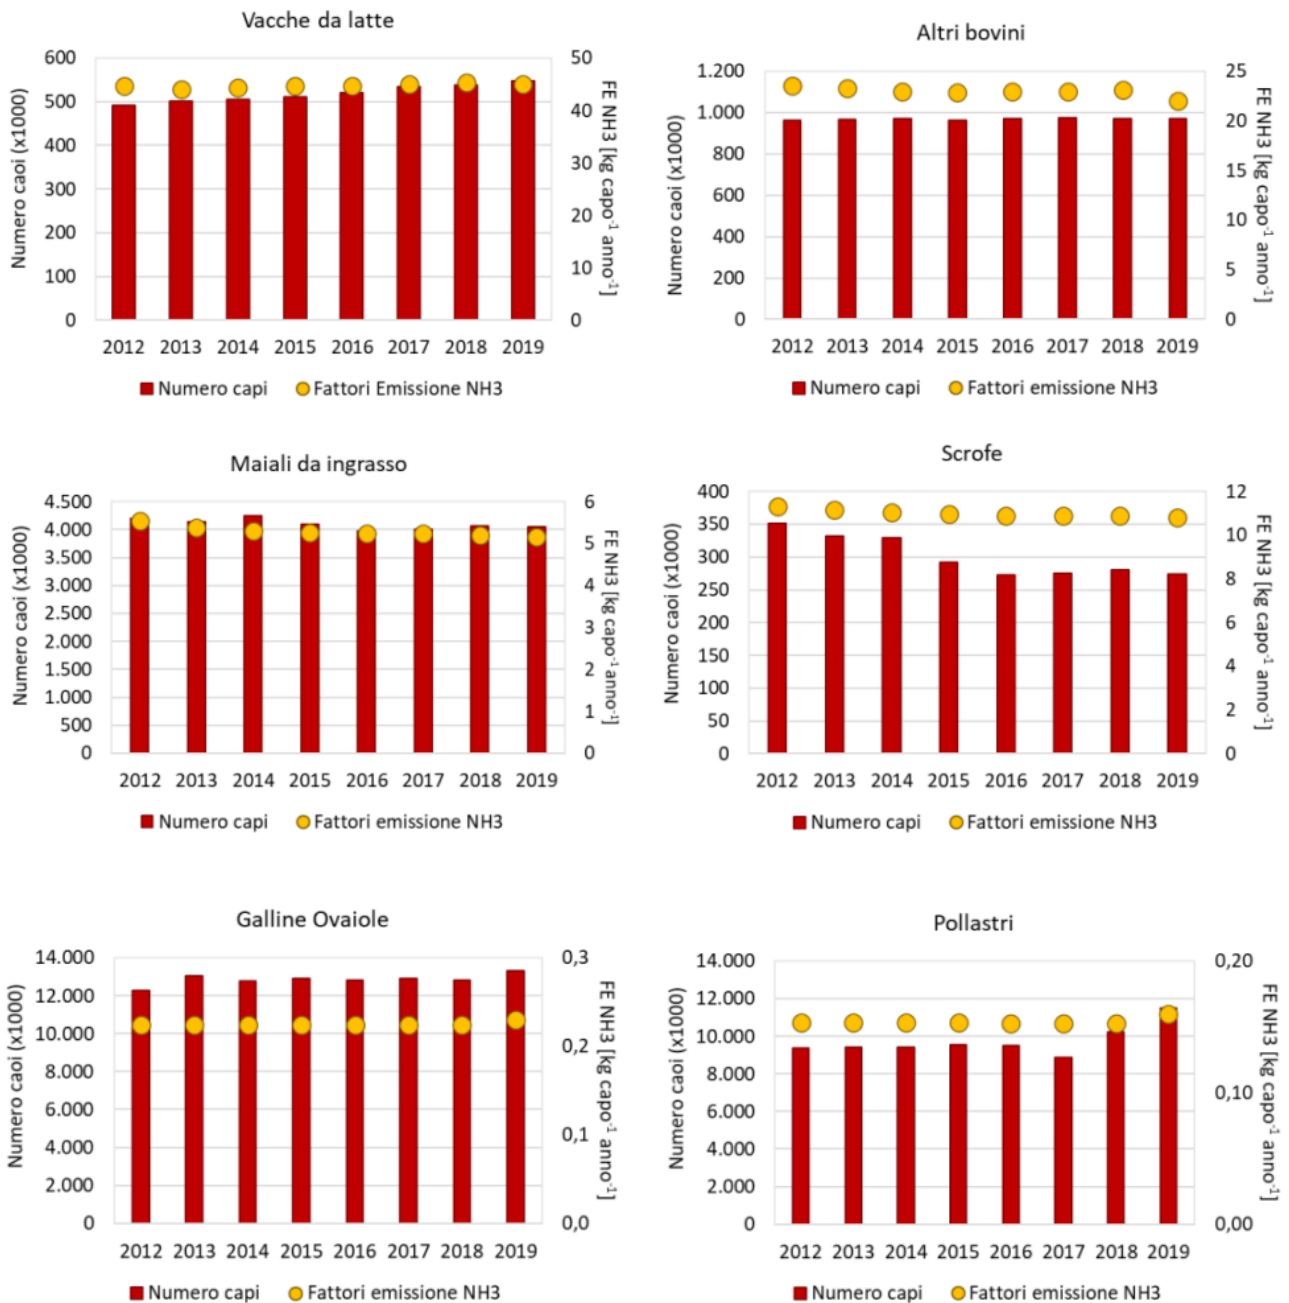 Vacche da latte
600
500
400
300
200
100
0
Numero caoi (x1000)
50
40
30
20
10
0
FE NH3 [kg capo-1 anno-1]
2012 2013 2014 2015 2016 2017 2018 2019
Numero capi Fattori Emissione NH3
Altri bovini
1.200
1.000
800
600
400
200
0
Numero caoi (x1000)
25
20
15
10
5
0
FE NH3 [kg capo-1 anno-1]
2012 2013 2014 2015 2016 2017 2018 2019
Numero capi Fattori emissione NH3
Maiali da ingrasso
4.500
4.000
3.500
3.000
2.500
2.000
1.500
1.000
500
0
Numero caoi (x1000)
6
5
4
3
2
1
0
FE NH3 [kg capo-1 anno-1]
2012 2013 2014 2015 2016 2017 2018 2019
Numero capi Fattori emissione NH3
Scrofe
400
350
300
250
200
150
100
50
0
Numero caoi (x1000)
12
10
8
6
4
2
0
FE NH3 [kg capo-1 anno-1]
2012 2013 2014 2015 2016 2017 2018 2019
Numero capi Fattori emissione NH3
Galline Ovaiole
14.000
12.000
10.000
8.000
6.000
4.000
2.000
0
Numero caoi (x1000)
0,3
0,2
0,1
0,0
FE NH3 [kg capo-1 anno-1]
2012 2013 2014 2015 2016 2017 2018 2019
Numero capi Fattori emissione NH3
Pollastri
14.000
12.000
10.000
8.000
6.000
4.000
2.000
0
Numero caoi (x1000)
0,20
0,10
0,00
FE NH3 [kg capo-1 anno-1]
2012 2013 2014 2015 2016 2017 2018 2019
Numero capi Fattori emissione NH3